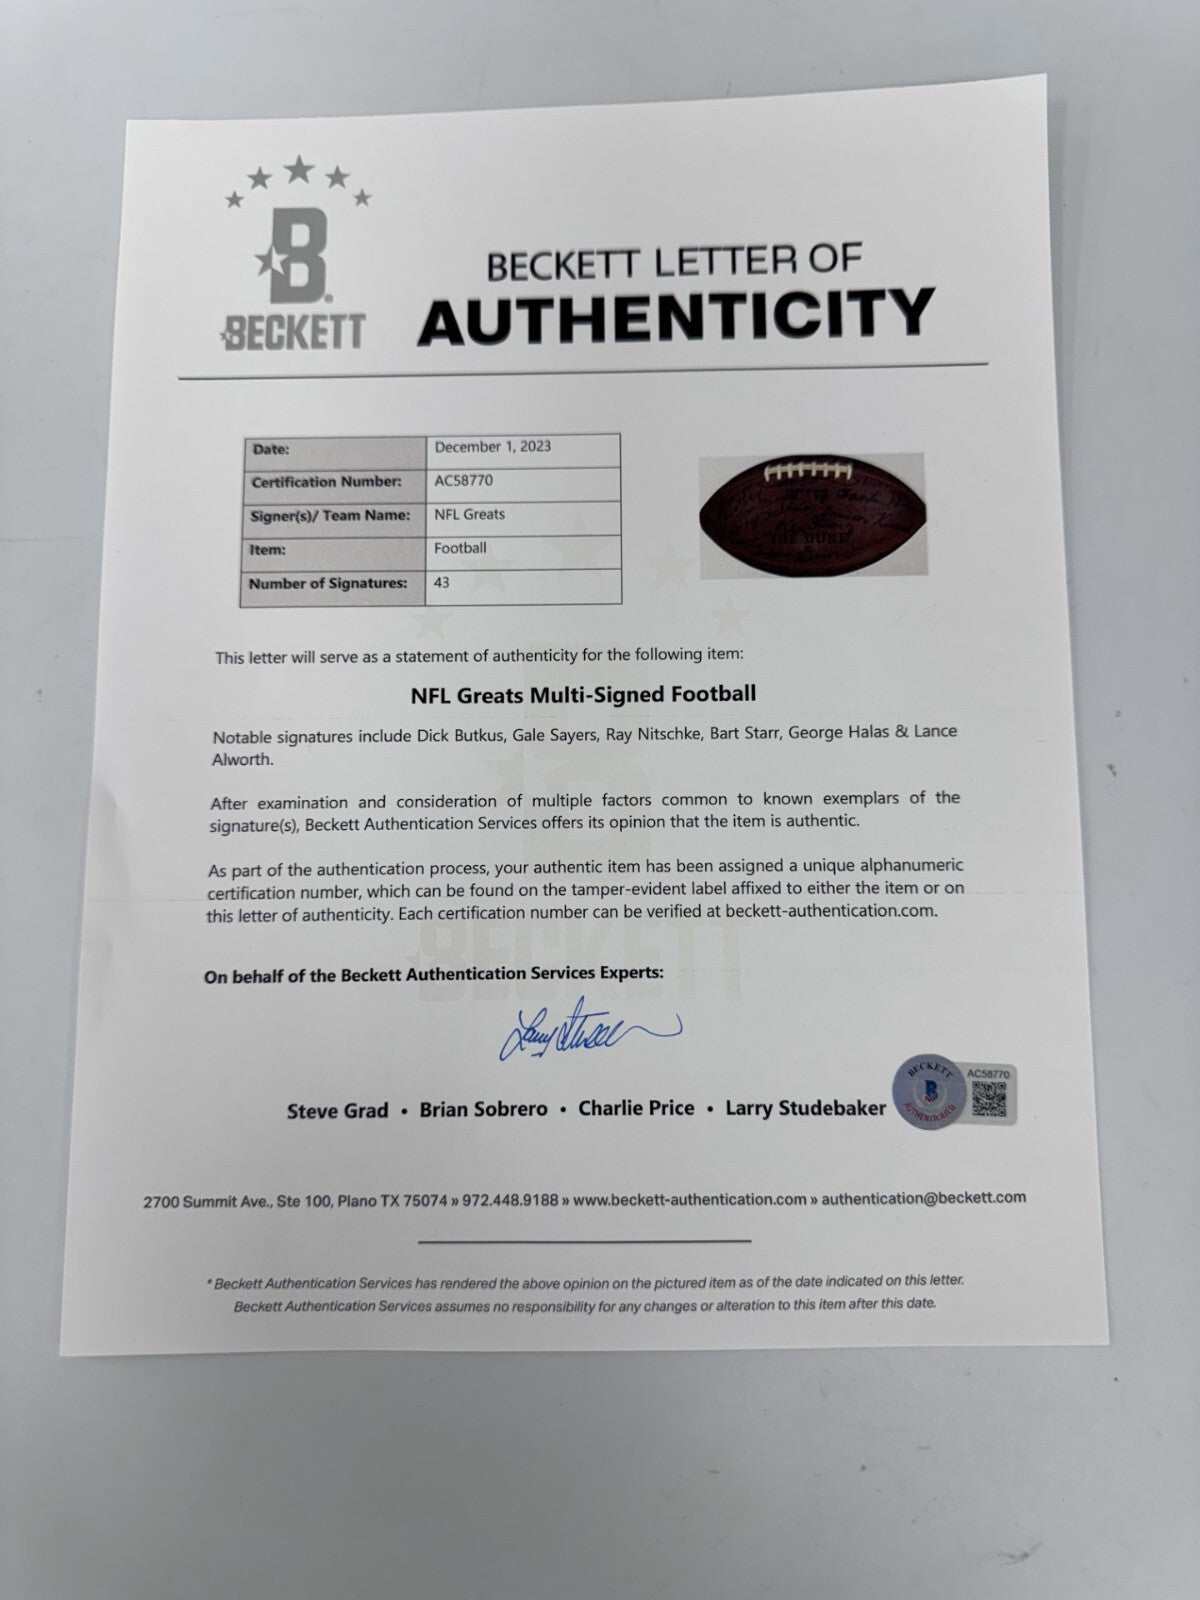 B
BECKETT
BECKETT LETTER OF
AUTHENTICITY
Date: December 1, 2023
Certification Number: AC58770
Signer(s)/ Team Name: NFL Greats
Item: Football
Number of Signatures: 43
THE DUKE
This letter will serve as a statement of authenticity for the following item:
NFL Greats Multi-Signed Football
Notable signatures include Dick Butkus, Gale Sayers, Ray Nitschke, Bart Starr, George Halas & Lance
Alworth.
After examination and consideration of multiple factors common to known exemplars of the
signature(s), Beckett Authentication Services offers its opinion that the item is authentic.
As part of the authentication process, your authentic item has been assigned a unique alphanumeric
certification number, which can be found on the tamper-evident label affixed to either the item or on
this letter of authenticity. Each certification number can be verified at beckett-authentication.com.
BECKETT
On behalf of the Beckett Authentication Services Experts:
BECKETT
B
AUTHENTICATED
AC58770
Steve Grad • Brian Sobrero • Charlie Price • Larry Studebaker
2700 Summit Ave., Ste 100, Plano TX 75074 » 972.448.9188 » www.beckett-authentication.com » authentication@beckett.com
* Beckett Authentication Services has rendered the above opinion on the pictured item as of the date indicated on this letter.
Beckett Authentication Services assumes no responsibility for any changes or alteration to this item after this date.